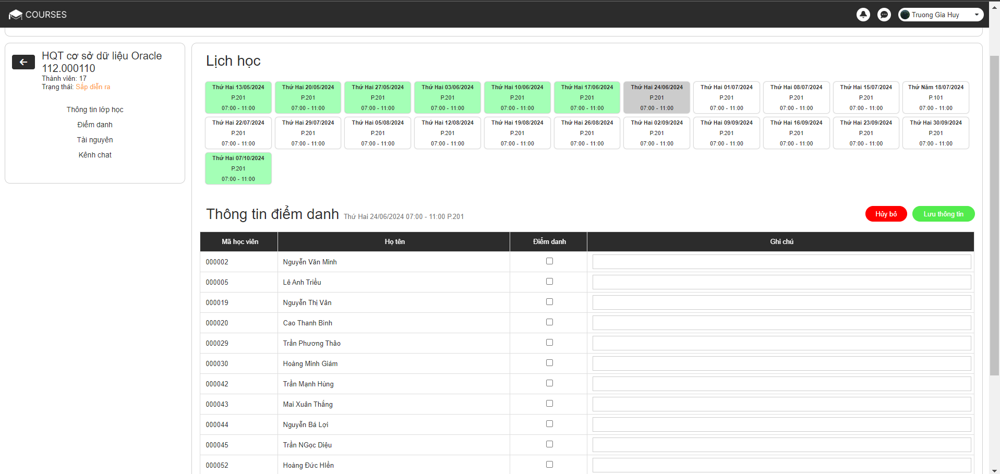 COURSES
Truong Gia Huy
HQT cơ sở dữ liệu Oracle
112.000110
Thành viên: 17
Trạng thái: Sắp diễn ra
Thông tin lớp học
Điểm danh
Tài nguyên
Kênh chat
Lịch học
Thứ Hai 13/05/2024 Thứ Hai 20/05/2024 Thứ Hai 27/05/2024 Thứ Hai 03/06/2024 Thứ Hai 10/06/2024 Thứ Hai 17/06/2024 Thứ Hai 24/06/2024 Thứ Hai 01/07/2024 Thứ Hai 08/07/2024 Thứ Hai 15/07/2024 Thứ Năm 18/07/2024
P.201 P.201 P.201 P.201 P.201 P.201 P.201 P.201 P.201 P.201 P.101
07:00 - 11:00 07:00 - 11:00 07:00 - 11:00 07:00 - 11:00 07:00 - 11:00 07:00 - 11:00 07:00 - 11:00 07:00 - 11:00 07:00 - 11:00 07:00 - 11:00 07:00 - 11:00
Thứ Hai 22/07/2024 Thứ Hai 29/07/2024 Thứ Hai 05/08/2024 Thứ Hai 12/08/2024 Thứ Hai 19/08/2024 Thứ Hai 26/08/2024 Thứ Hai 02/09/2024 Thứ Hai 09/09/2024 Thứ Hai 16/09/2024 Thứ Hai 23/09/2024 Thứ Hai 30/09/2024
P.201 P.201 P.201 P.201 P.201 P.201 P.201 P.201 P.201 P.201 P.201
07:00 - 11:00 07:00 - 11:00 07:00 - 11:00 07:00 - 11:00 07:00 - 11:00 07:00 - 11:00 07:00 - 11:00 07:00 - 11:00 07:00 - 11:00 07:00 - 11:00 07:00 - 11:00
Thứ Hai 07/10/2024
P.201
07:00 - 11:00
Thông tin điểm danh Thứ Hai 24/06/2024 07:00 - 11:00 P.201
Hủy bỏ Lưu thông tin
Mã học viên Họ tên Điểm danh Ghi chú
000002 Nguyễn Văn Minh
000005 Lê Anh Triều
000019 Nguyễn Thị Vân
000020 Cao Thanh Bình
000029 Trần Phương Thảo
000030 Hoàng Minh Giám
000042 Trần Mạnh Hùng
000043 Mai Xuân Thắng
000044 Nguyễn Bá Lợi
000045 Trần NGọc Diệu
000052 Hoàng Đức HIền